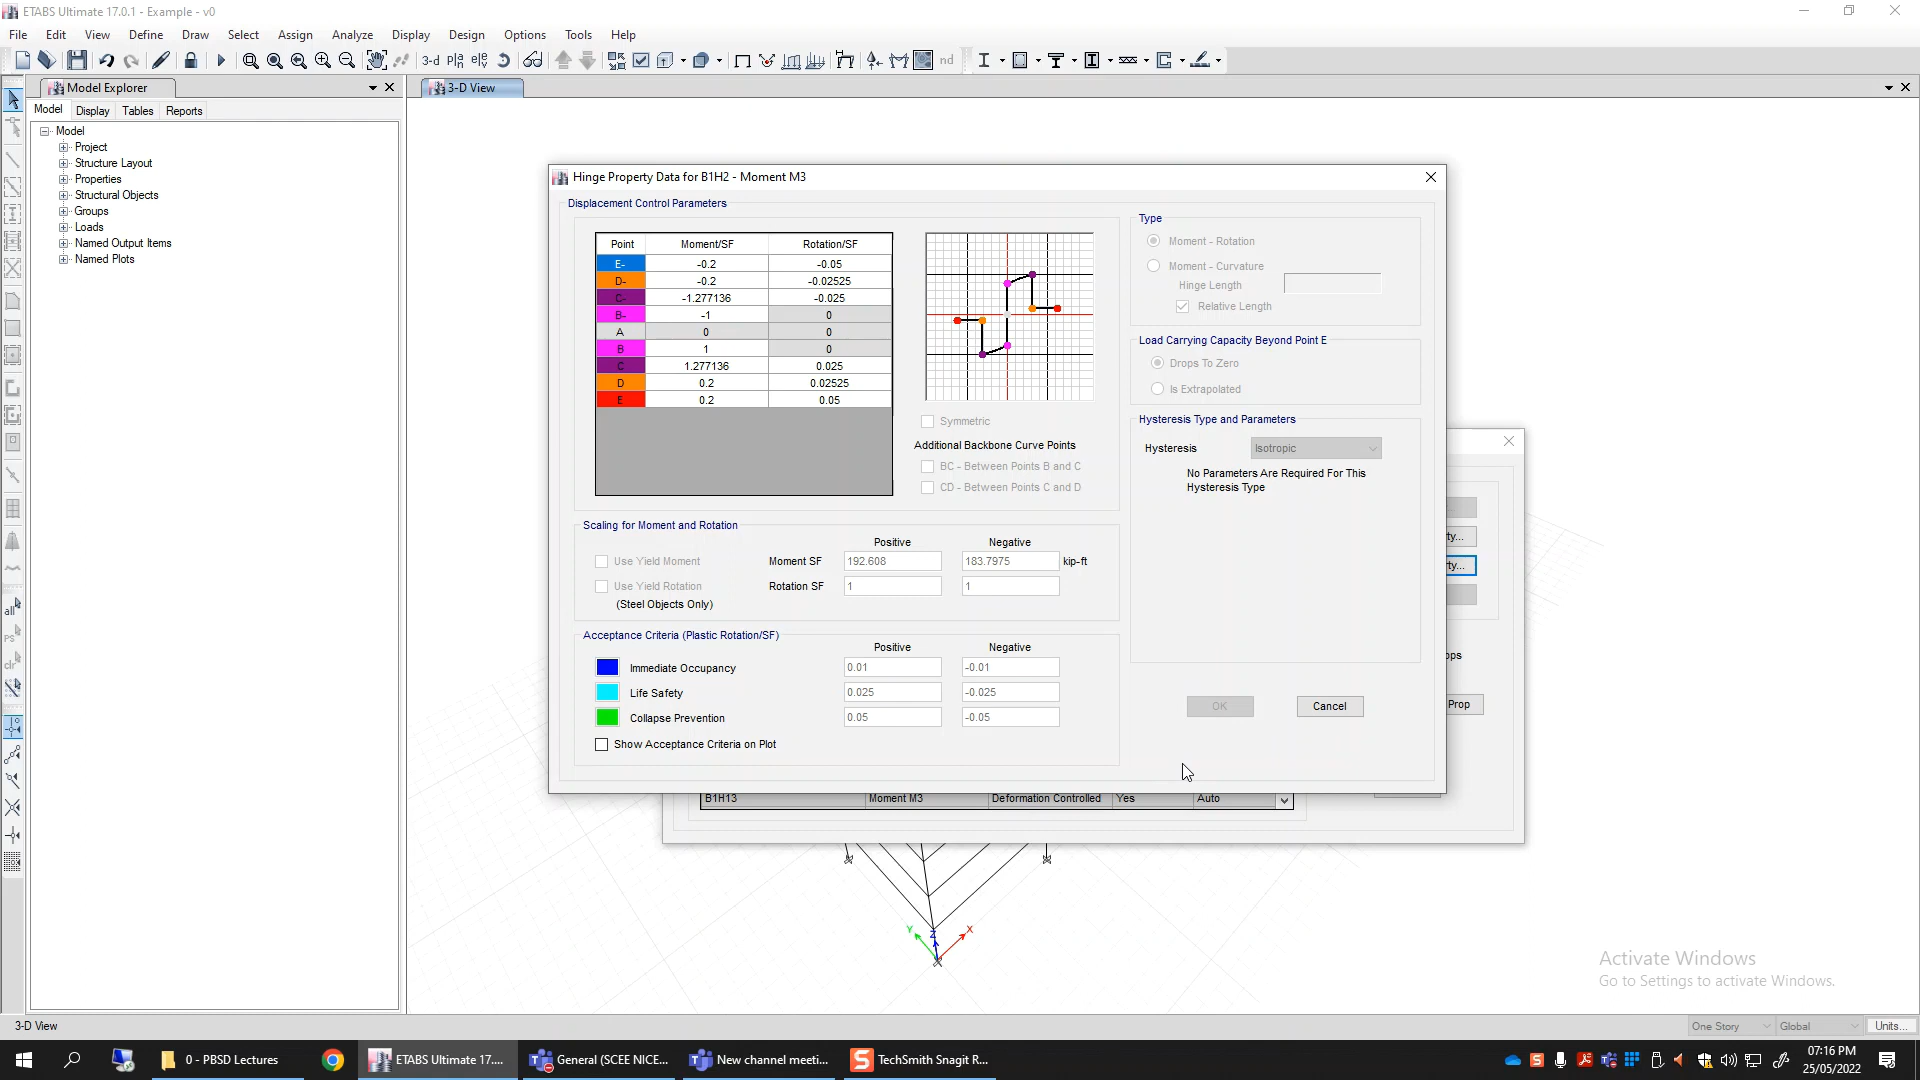 ETABS Ultimate 17.0.1 - Example - v0
File Edit View Define Draw Select Assign Analyze Display Design Options Tools Help
3-d
nd
Model Explorer
3-D View
Model Display Tables Reports
Model
Project
Structure Layout
Properties
Structural Objects
Groups
Loads
Named Output Items
Named Plots
all
ps
clr
Hinge Property Data for B1H2 - Moment M3
Displacement Control Parameters
Point Moment/SF Rotation/SF
E- -0.2 -0.05
D- -0.2 -0.02525
C- -1.277136 -0.025
B- -1 0
A 0 0
B 1 0
C 1.277136 0.025
D 0.2 0.02525
E 0.2 0.05
Symmetric
Additional Backbone Curve Points
BC - Between Points B and C
CD - Between Points C and D
Type
Moment - Rotation
Moment - Curvature
Hinge Length
Relative Length
Load Carrying Capacity Beyond Point E
Drops To Zero
Is Extrapolated
Hysteresis Type and Parameters
Hysteresis Isotropic
No Parameters Are Required For This
Hysteresis Type
Scaling for Moment and Rotation
Positive Negative
Use Yield Moment Moment SF 192.608 183.7975 kip-ft
Use Yield Rotation Rotation SF 1 1
(Steel Objects Only)
Acceptance Criteria (Plastic Rotation/SF)
Positive Negative
Immediate Occupancy 0.01 -0.01
Life Safety 0.025 -0.025
Collapse Prevention 0.05 -0.05
Show Acceptance Criteria on Plot
OK Cancel
ty...
rty...
ops
Prop
B1H13 Moment M3 Deformation Controlled Yes Auto
Y Z X
Activate Windows
Go to Settings to activate Windows.
3-D View
One Story Global Units...
0 - PBSD Lectures
ETABS Ultimate 17....
General (SCEE NICE...
New channel meeti...
TechSmith Snagit R...
07:16 PM
25/05/2022